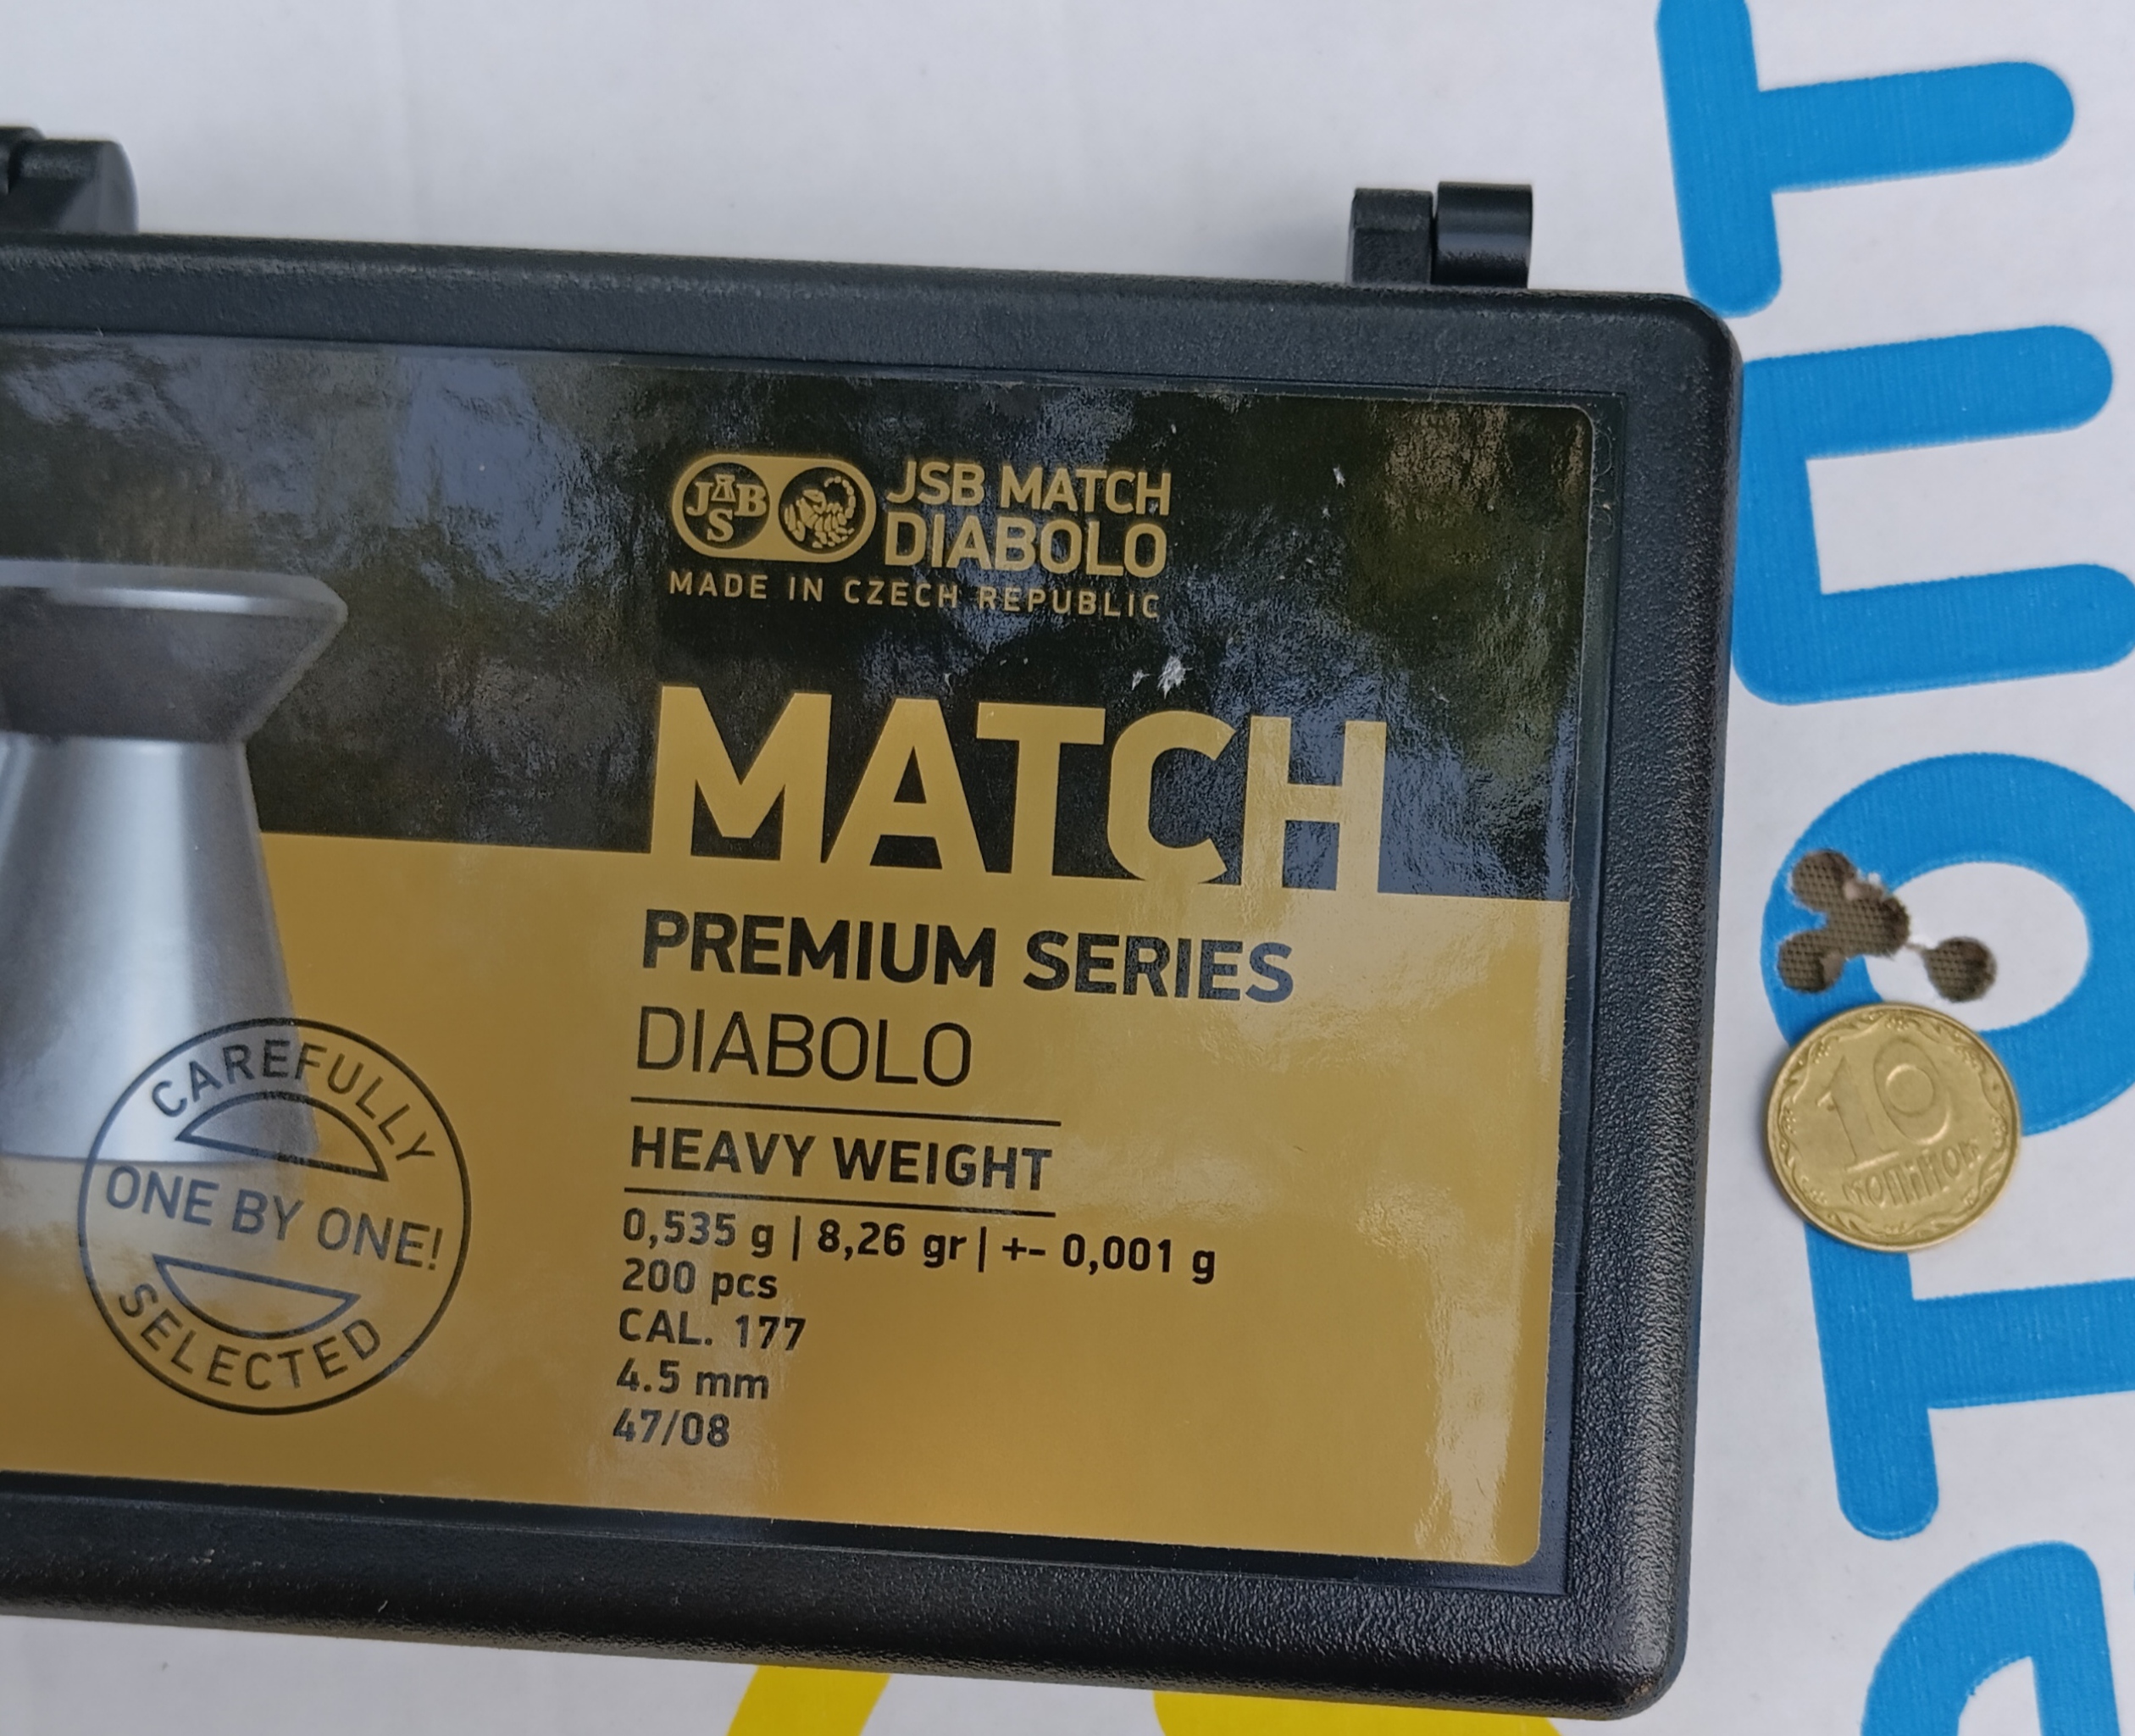 JSB
JSB MATCH
DIABOLO
MADE IN CZECH REPUBLIC
MATCH
PREMIUM SERIES
DIABOLO
HEAVY WEIGHT
0,535 g | 8,26 gr | +- 0,001 g
200 pcs
CAL. 177
4.5 mm
47/08
CAREFULLY
ONE BY ONE!
SELECTED
10
КОПІЙОК